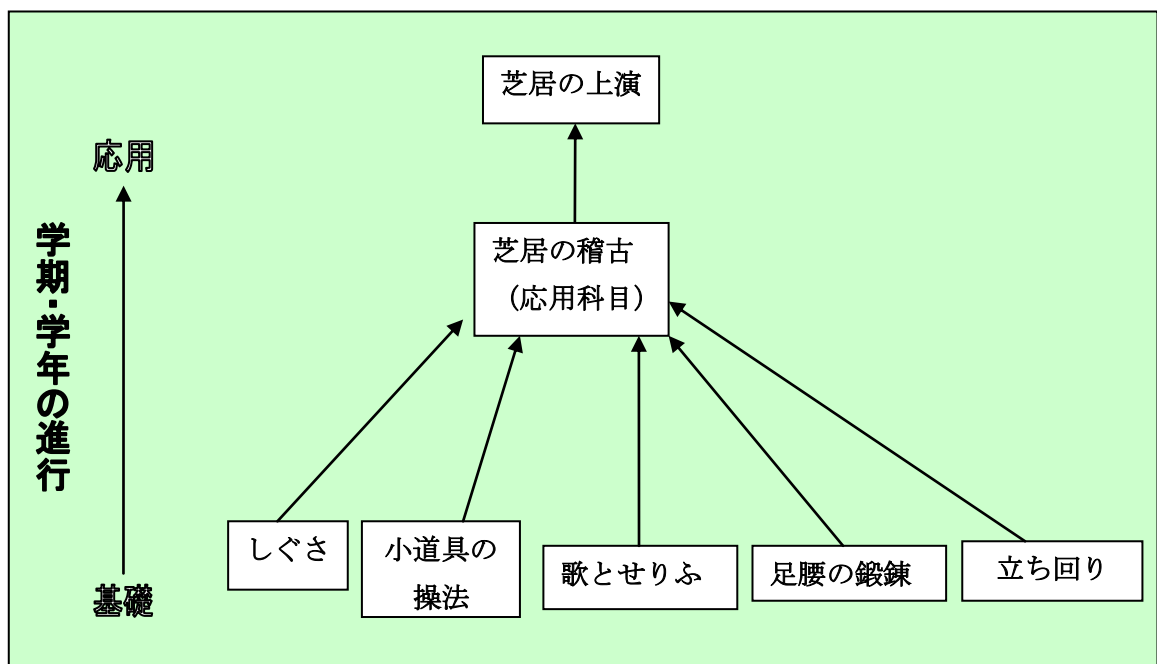 芝居の上演
応用
学期・学年の進行
芝居の稽古
（応用科目）
しぐさ
小道具の
操法
歌とせりふ
足腰の鍛錬
立ち回り
基礎